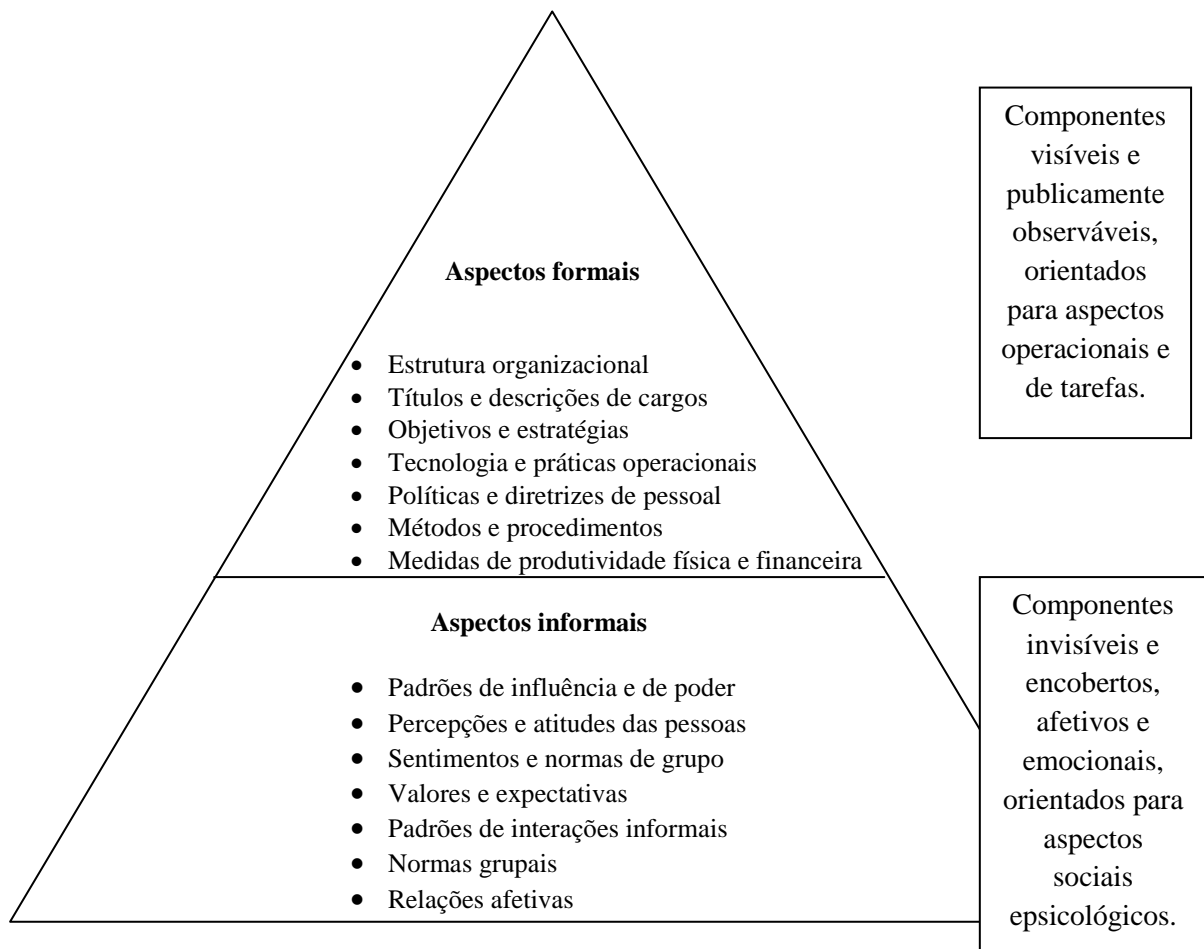 Aspectos formais
• Estrutura organizacional
• Títulos e descrições de cargos
• Objetivos e estratégias
• Tecnologia e práticas operacionais
• Políticas e diretrizes de pessoal
• Métodos e procedimentos
• Medidas de produtividade física e financeira
Componentes
visíveis e
publicamente
observáveis,
orientados
para aspectos
operacionais e
de tarefas.
Aspectos informais
• Padrões de influência e de poder
• Percepções e atitudes das pessoas
• Sentimentos e normas de grupo
• Valores e expectativas
• Padrões de interações informais
• Normas grupais
• Relações afetivas
Componentes
invisíveis e
encobertos,
afetivos e
emocionais,
orientados para
aspectos
sociais
epsicológicos.